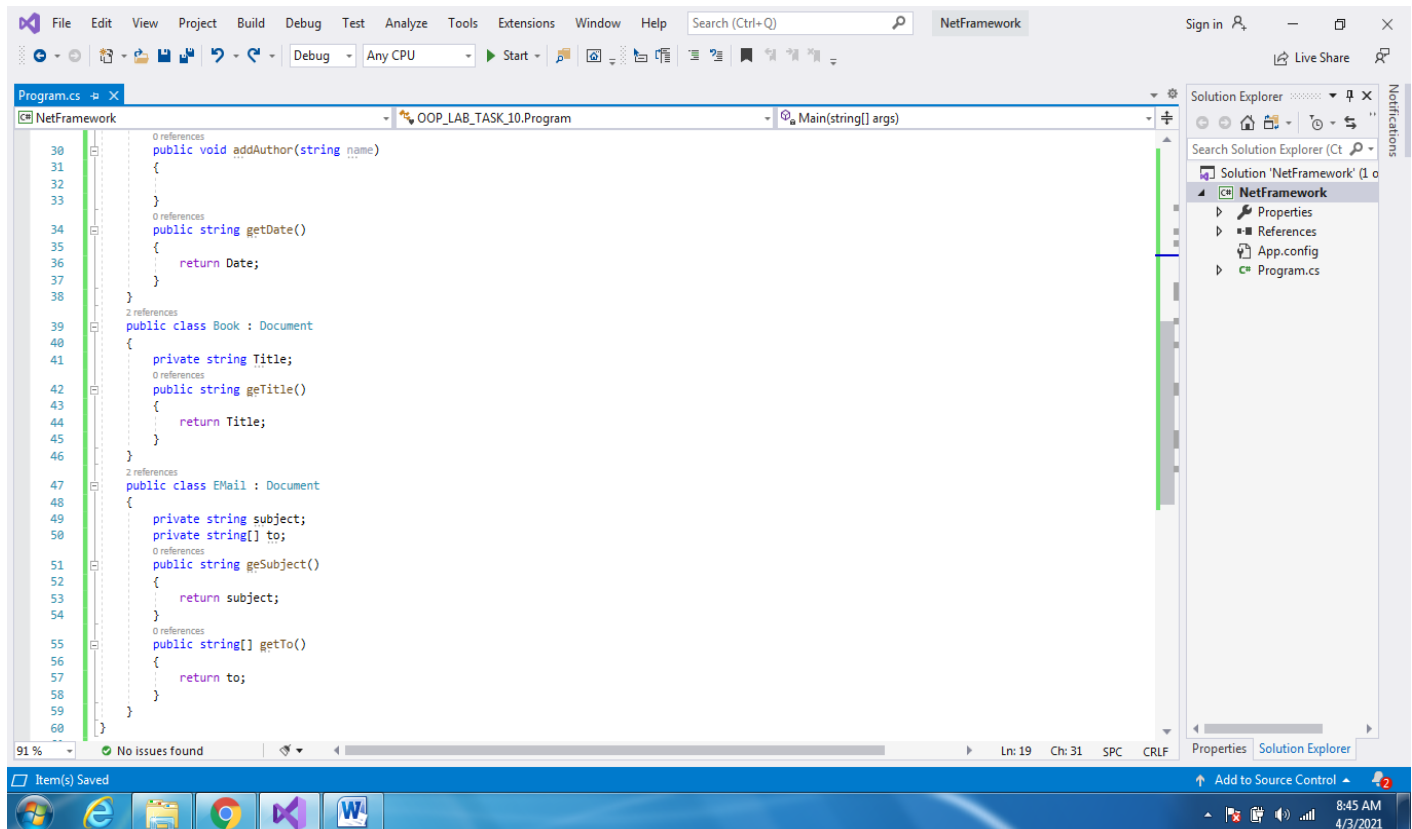 File Edit View Project Build Debug Test Analyze Tools Extensions Window Help Search (Ctrl+Q) NetFramework Sign in
Debug Any CPU Start Live Share
Program.cs
NetFramework OOP_LAB_TASK_10.Program Main(string[] args)
0 references
30 public void addAuthor(string name)
31 {
32
33 }
0 references
34 public string getDate()
35 {
36 return Date;
37 }
38 }
2 references
39 public class Book : Document
40 {
41 private string Title;
0 references
42 public string geTitle()
43 {
44 return Title;
45 }
46 }
2 references
47 public class EMail : Document
48 {
49 private string subject;
50 private string[] to;
0 references
51 public string geSubject()
52 {
53 return subject;
54 }
0 references
55 public string[] getTo()
56 {
57 return to;
58 }
59 }
60 }
91 % No issues found Ln: 19 Ch: 31 SPC CRLF
Solution Explorer
Search Solution Explorer (Ct
Solution 'NetFramework' (1 o
C# NetFramework
Properties
References
App.config
C# Program.cs
Properties Solution Explorer
Notifications
Item(s) Saved Add to Source Control 2
8:45 AM
4/3/2021